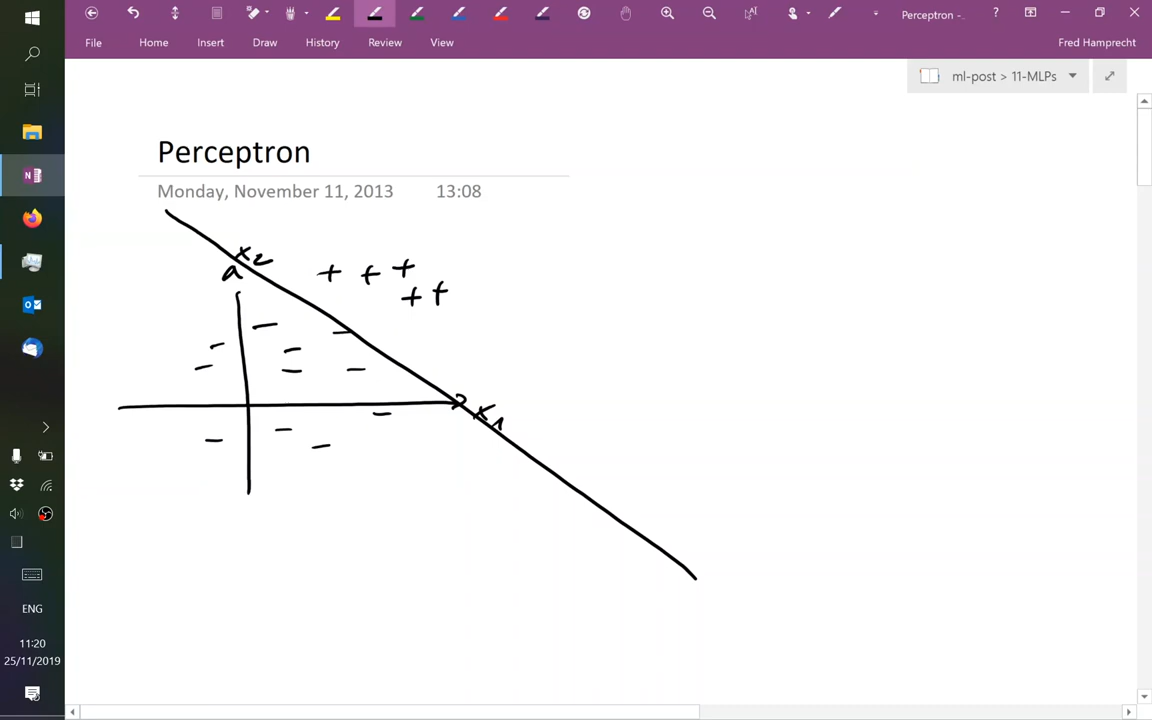 Perceptron -..
?
File Home Insert Draw History Review View Fred Hamprecht
ml-post > 11-MLPs
Perceptron
Monday, November 11, 2013 13:08
x2
+ + +
+ +
- -
- -
- - -
-
x1
- -
-
ENG
11:20
25/11/2019